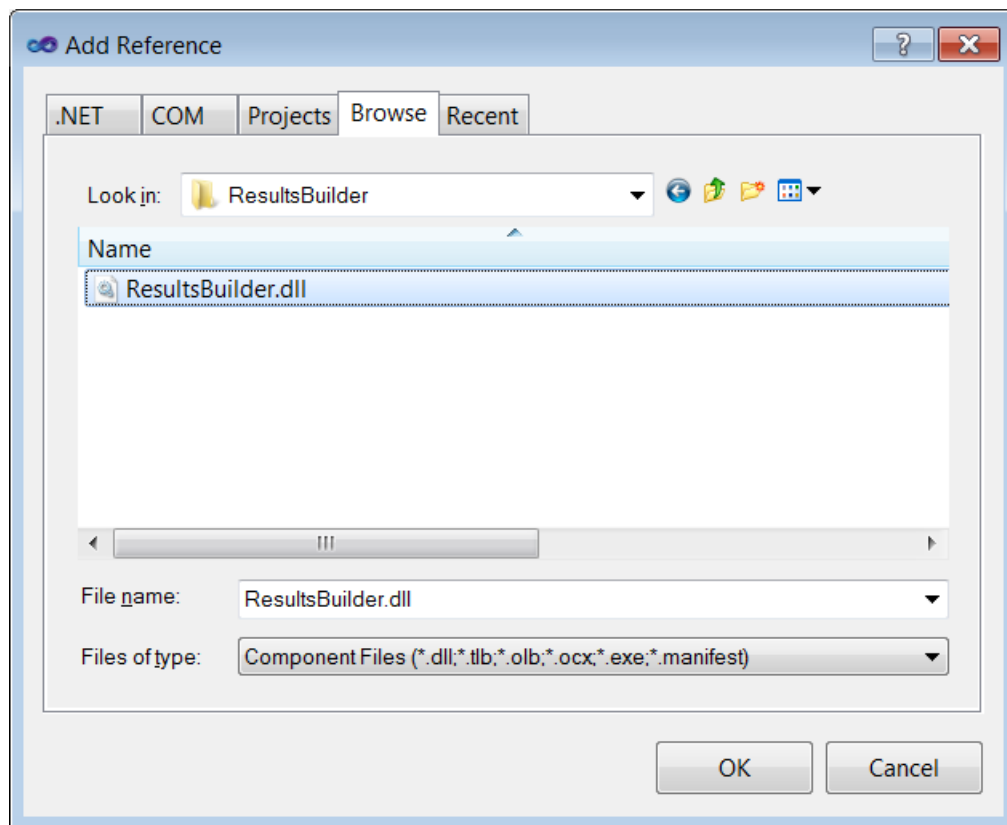 Add Reference
.NET COM Projects Browse Recent
Look in: ResultsBuilder
Name
ResultsBuilder.dll
File name: ResultsBuilder.dll
Files of type: Component Files (*.dll;*.tlb;*.olb;*.ocx;*.exe;*.manifest)
OK Cancel